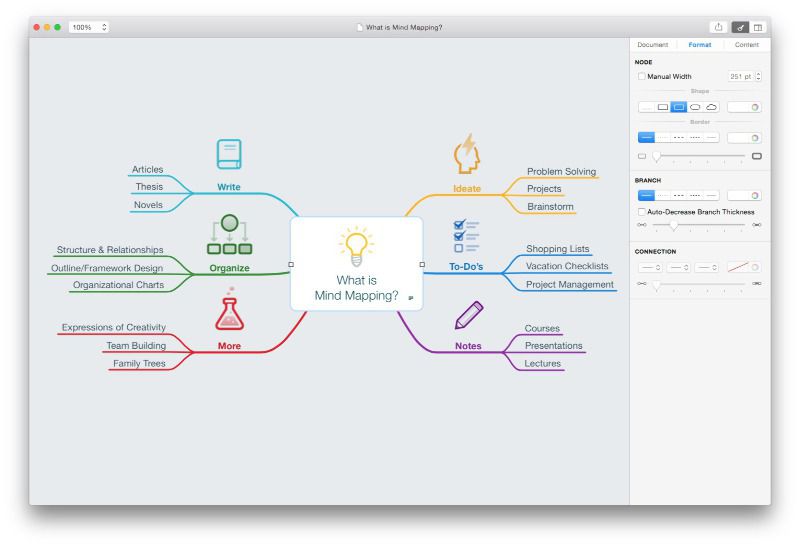 100%
What is Mind Mapping?
Document Format Content
NODE
Manual Width 251 pt
Shape
Border
BRANCH
Auto-Decrease Branch Thickness
CONNECTION
Articles
Thesis
Novels
Write
Structure & Relationships
Outline/Framework Design
Organizational Charts
Organize
Expressions of Creativity
Team Building
Family Trees
More
What is
Mind Mapping?
Ideate
Problem Solving
Projects
Brainstorm
To-Do's
Shopping Lists
Vacation Checklists
Project Management
Notes
Courses
Presentations
Lectures